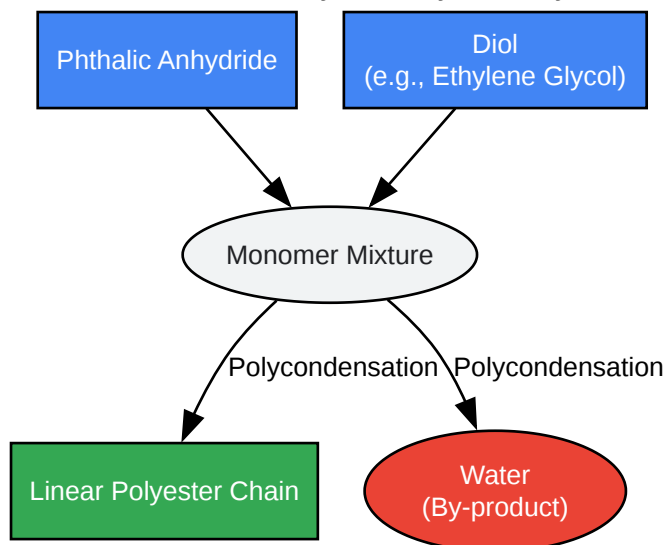 Phthalic Anhydride
Diol
(e.g., Ethylene Glycol)
Monomer Mixture
Polycondensation
Polycondensation
Linear Polyester Chain
Water
(By-product)